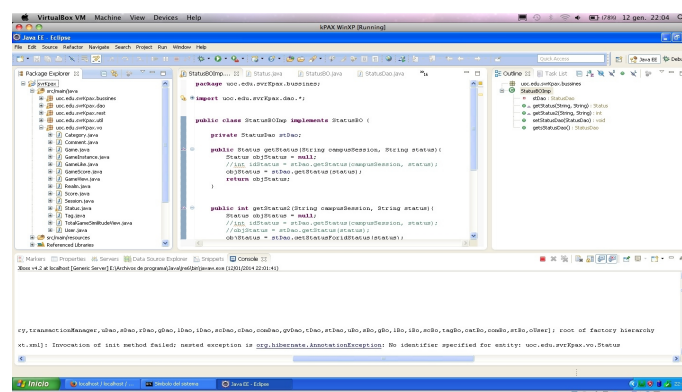 VirtualBox VM Machine View Devices Help
(78%) 12 gen. 22:04
kPAX WinXP [Running]
Java EE - Eclipse
File Edit Source Refactor Navigate Search Project Run Window Help
Quick Access
Java EE
Package Explorer
StatusBOImp....
Status.java
StatusBO.java
StatusDao.java
Outline
Task List
svrKpax
src/main/java
uoc.edu.svrKpax.bussines
uoc.edu.svrKpax.dao
uoc.edu.svrKpax.rest
uoc.edu.svrKpax.util
uoc.edu.svrKpax.vo
Category.java
Comment.java
Game.java
GameInstance.java
GameLike.java
GameScore.java
GameView.java
Realm.java
Score.java
Session.java
Status.java
Tag.java
TotalGameSimilitudeView.java
User.java
src/main/resources
Referenced Libraries
package uoc.edu.svrKpax.bussines;
import uoc.edu.svrKpax.dao.*;
public class StatusBOImp implements StatusBO {
private StatusDao stDao;
public Status getStatus(String campusSession, String status){
Status objStatus = null;
//int idStatus = stDao.getStatus(campusSession, status);
objStatus = stDao.getStatus(status);
return objStatus;
}
public int getStatus2(String campusSession, String status){
Status objStatus = null;
//int idStatus = stDao.getStatus(campusSession, status);
//objStatus = stDao.getStatus(status);
objStatus = stDao.getStatusForidStatus(status);
uoc.edu.svrKpax.bussines
StatusBOImp
stDao : StatusDao
getStatus(String, String) : Status
getStatus2(String, String) : int
setStatusDao(StatusDao) : void
getsStatusDao() : StatusDao
Markers
Properties
Servers
Data Source Explorer
Snippets
Console
JBoss v4.2 at localhost [Generic Server] E:\Archivos de programa\Java\jre6\bin\javaw.exe (12/01/2014 22:01:41)
ry,transactionManager,uDao,sDao,rDao,gDao,lDao,iDao,scDao,cDao,comDao,gvDao,tDao,stDao,uBo,sBo,gBo,lBo,iBo,scBo,tagBo,catBo,comBo,stBo,oUser]; root of factory hierarchy
xt.xml]: Invocation of init method failed; nested exception is org.hibernate.AnnotationException: No identifier specified for entity: uoc.edu.svrKpax.vo.Status
Inicio
localhost / localhost / ...
Símbolo del sistema
Java EE - Eclipse